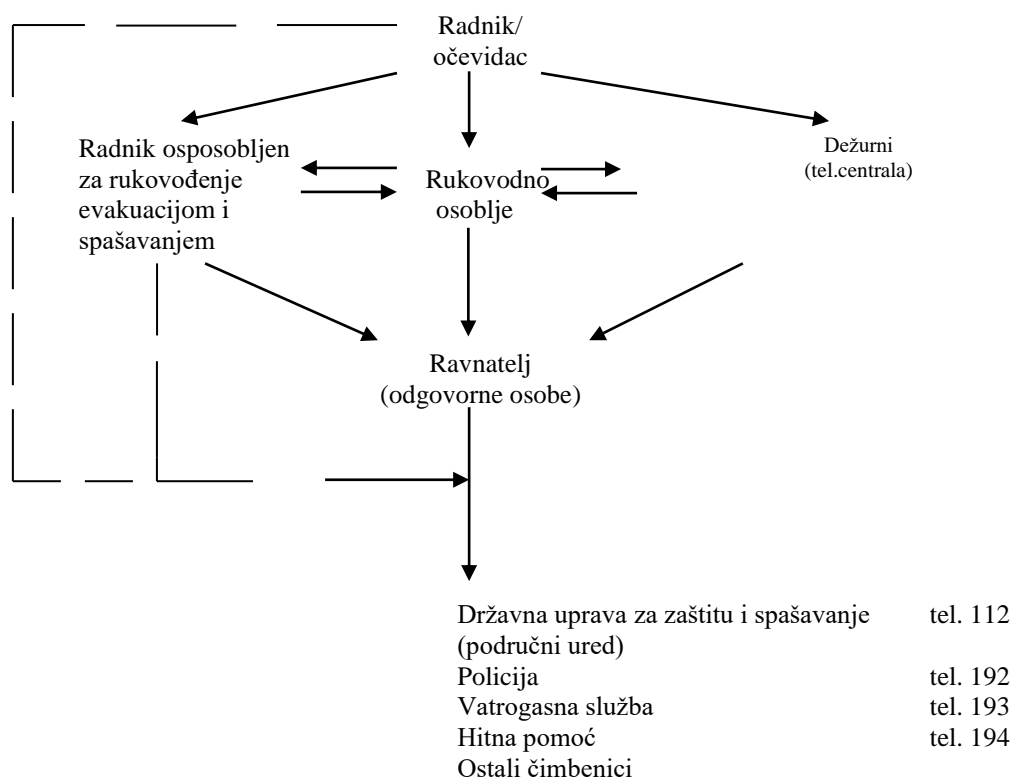 Radnik/
očevidac
Radnik osposobljen
za rukovođenje
evakuacijom i
spašavanjem
Rukovodno
osoblje
Dežurni
(tel.centrala)
Ravnatelj
(odgovorne osobe)
Državna uprava za zaštitu i spašavanje tel. 112
(područni ured)
Policija tel. 192
Vatrogasna služba tel. 193
Hitna pomoć tel. 194
Ostali čimbenici